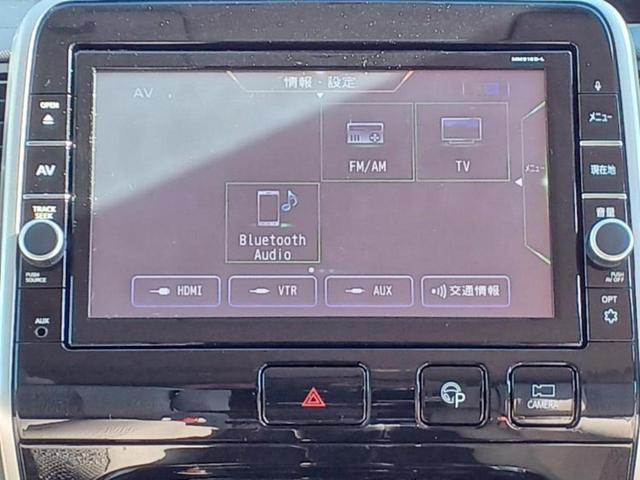 MM516D-L
情報・設定
AV
OPEN
メニュー
FM/AM
TV
AV
現在地
メニュー
TRACK
SEEK
音量
Bluetooth
Audio
PUSH
SOURCE
PUSH
AV OFF
HDMI
VTR
AUX
交通情報
OPT
AUX
P
CAMERA